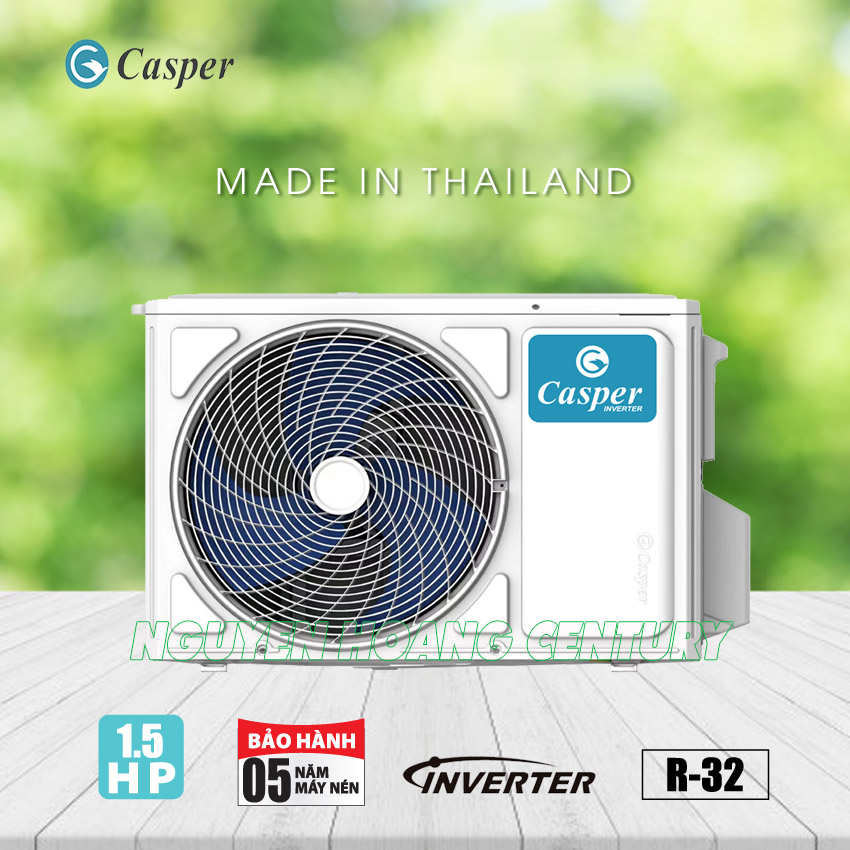 Casper
MADE IN THAILAND
Casper
INVERTER
Casper
NGUYEN HOANG CENTURY
1.5
HP
BẢO HÀNH
05 NĂM
MÁY NÉN
INVERTER
R-32